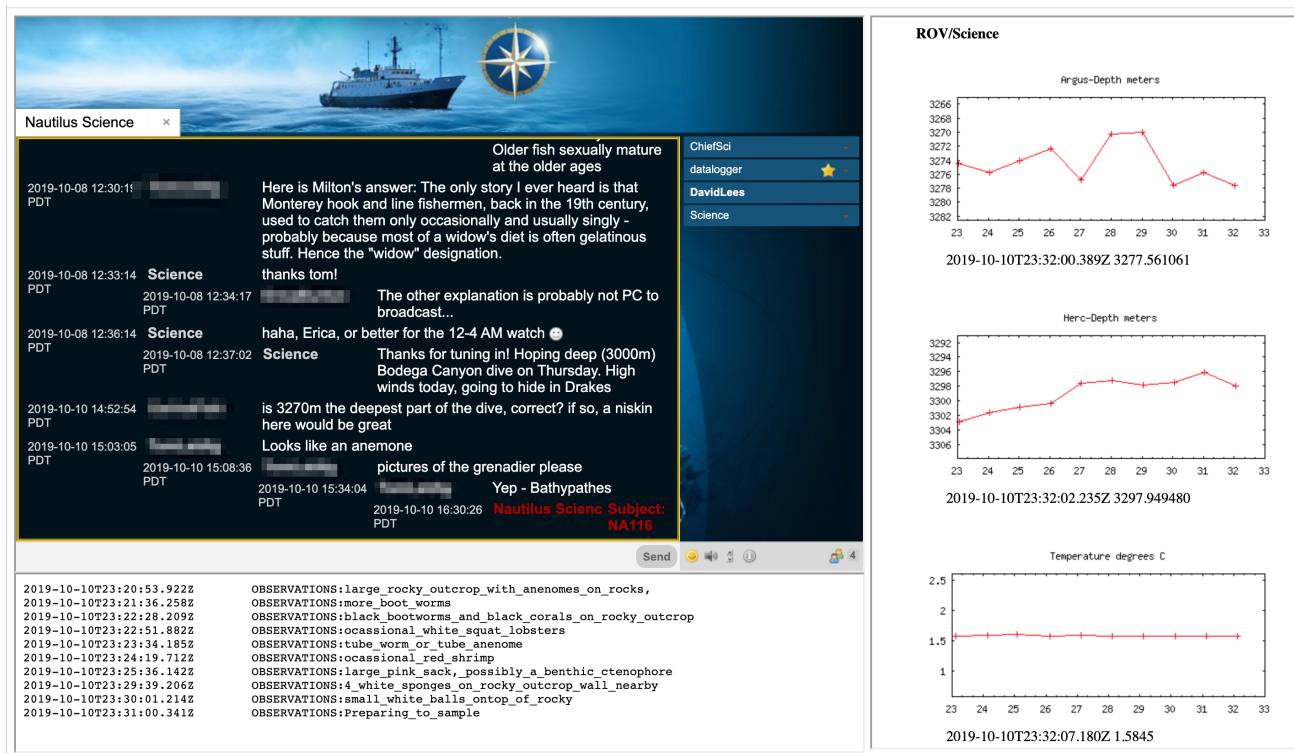 Nautilus Science ×
Older fish sexually mature
at the older ages
2019-10-08 12:30:19
PDT
Here is Milton's answer: The only story I ever heard is that
Monterey hook and line fishermen, back in the 19th century,
used to catch them only occasionally and usually singly -
probably because most of a widow's diet is often gelatinous
stuff. Hence the "widow" designation.
2019-10-08 12:33:14 Science thanks tom!
PDT
2019-10-08 12:34:17 The other explanation is probably not PC to
PDT
broadcast...
2019-10-08 12:36:14 Science haha, Erica, or better for the 12-4 AM watch
PDT
2019-10-08 12:37:02 Science Thanks for tuning in! Hoping deep (3000m)
PDT
Bodega Canyon dive on Thursday. High
winds today, going to hide in Drakes
2019-10-10 14:52:54 is 3270m the deepest part of the dive, correct? if so, a niskin
PDT
here would be great
2019-10-10 15:03:05 Looks like an anemone
PDT
2019-10-10 15:08:36 pictures of the grenadier please
PDT
2019-10-10 15:34:04 Yep - Bathypathes
PDT
2019-10-10 16:30:26 Nautilus Scienc Subject:
PDT
NA116
ChiefSci
datalogger
DavidLees
Science
Send
4
2019-10-10T23:20:53.922Z OBSERVATIONS:large_rocky_outcrop_with_anenomes_on_rocks,
2019-10-10T23:21:36.258Z OBSERVATIONS:more_boot_worms
2019-10-10T23:22:28.209Z OBSERVATIONS:black_bootworms_and_black_corals_on_rocky_outcrop
2019-10-10T23:22:51.882Z OBSERVATIONS:ocassional_white_squat_lobsters
2019-10-10T23:23:34.185Z OBSERVATIONS:tube_worm_or_tube_anenome
2019-10-10T23:24:19.712Z OBSERVATIONS:ocassional_red_shrimp
2019-10-10T23:25:36.142Z OBSERVATIONS:large_pink_sack,_possibly_a_benthic_ctenophore
2019-10-10T23:29:39.206Z OBSERVATIONS:4_white_sponges_on_rocky_outcrop_wall_nearby
2019-10-10T23:30:01.214Z OBSERVATIONS:small_white_balls_ontop_of_rocky
2019-10-10T23:31:00.341Z OBSERVATIONS:Preparing_to_sample
ROV/Science
Argus-Depth meters
3266
3268
3270
3272
3274
3276
3278
3280
3282
23 24 25 26 27 28 29 30 31 32 33
2019-10-10T23:32:00.389Z 3277.561061
Herc-Depth meters
3292
3294
3296
3298
3300
3302
3304
3306
23 24 25 26 27 28 29 30 31 32 33
2019-10-10T23:32:02.235Z 3297.949480
Temperature degrees C
2.5
2
1.5
1
23 24 25 26 27 28 29 30 31 32 33
2019-10-10T23:32:07.180Z 1.5845